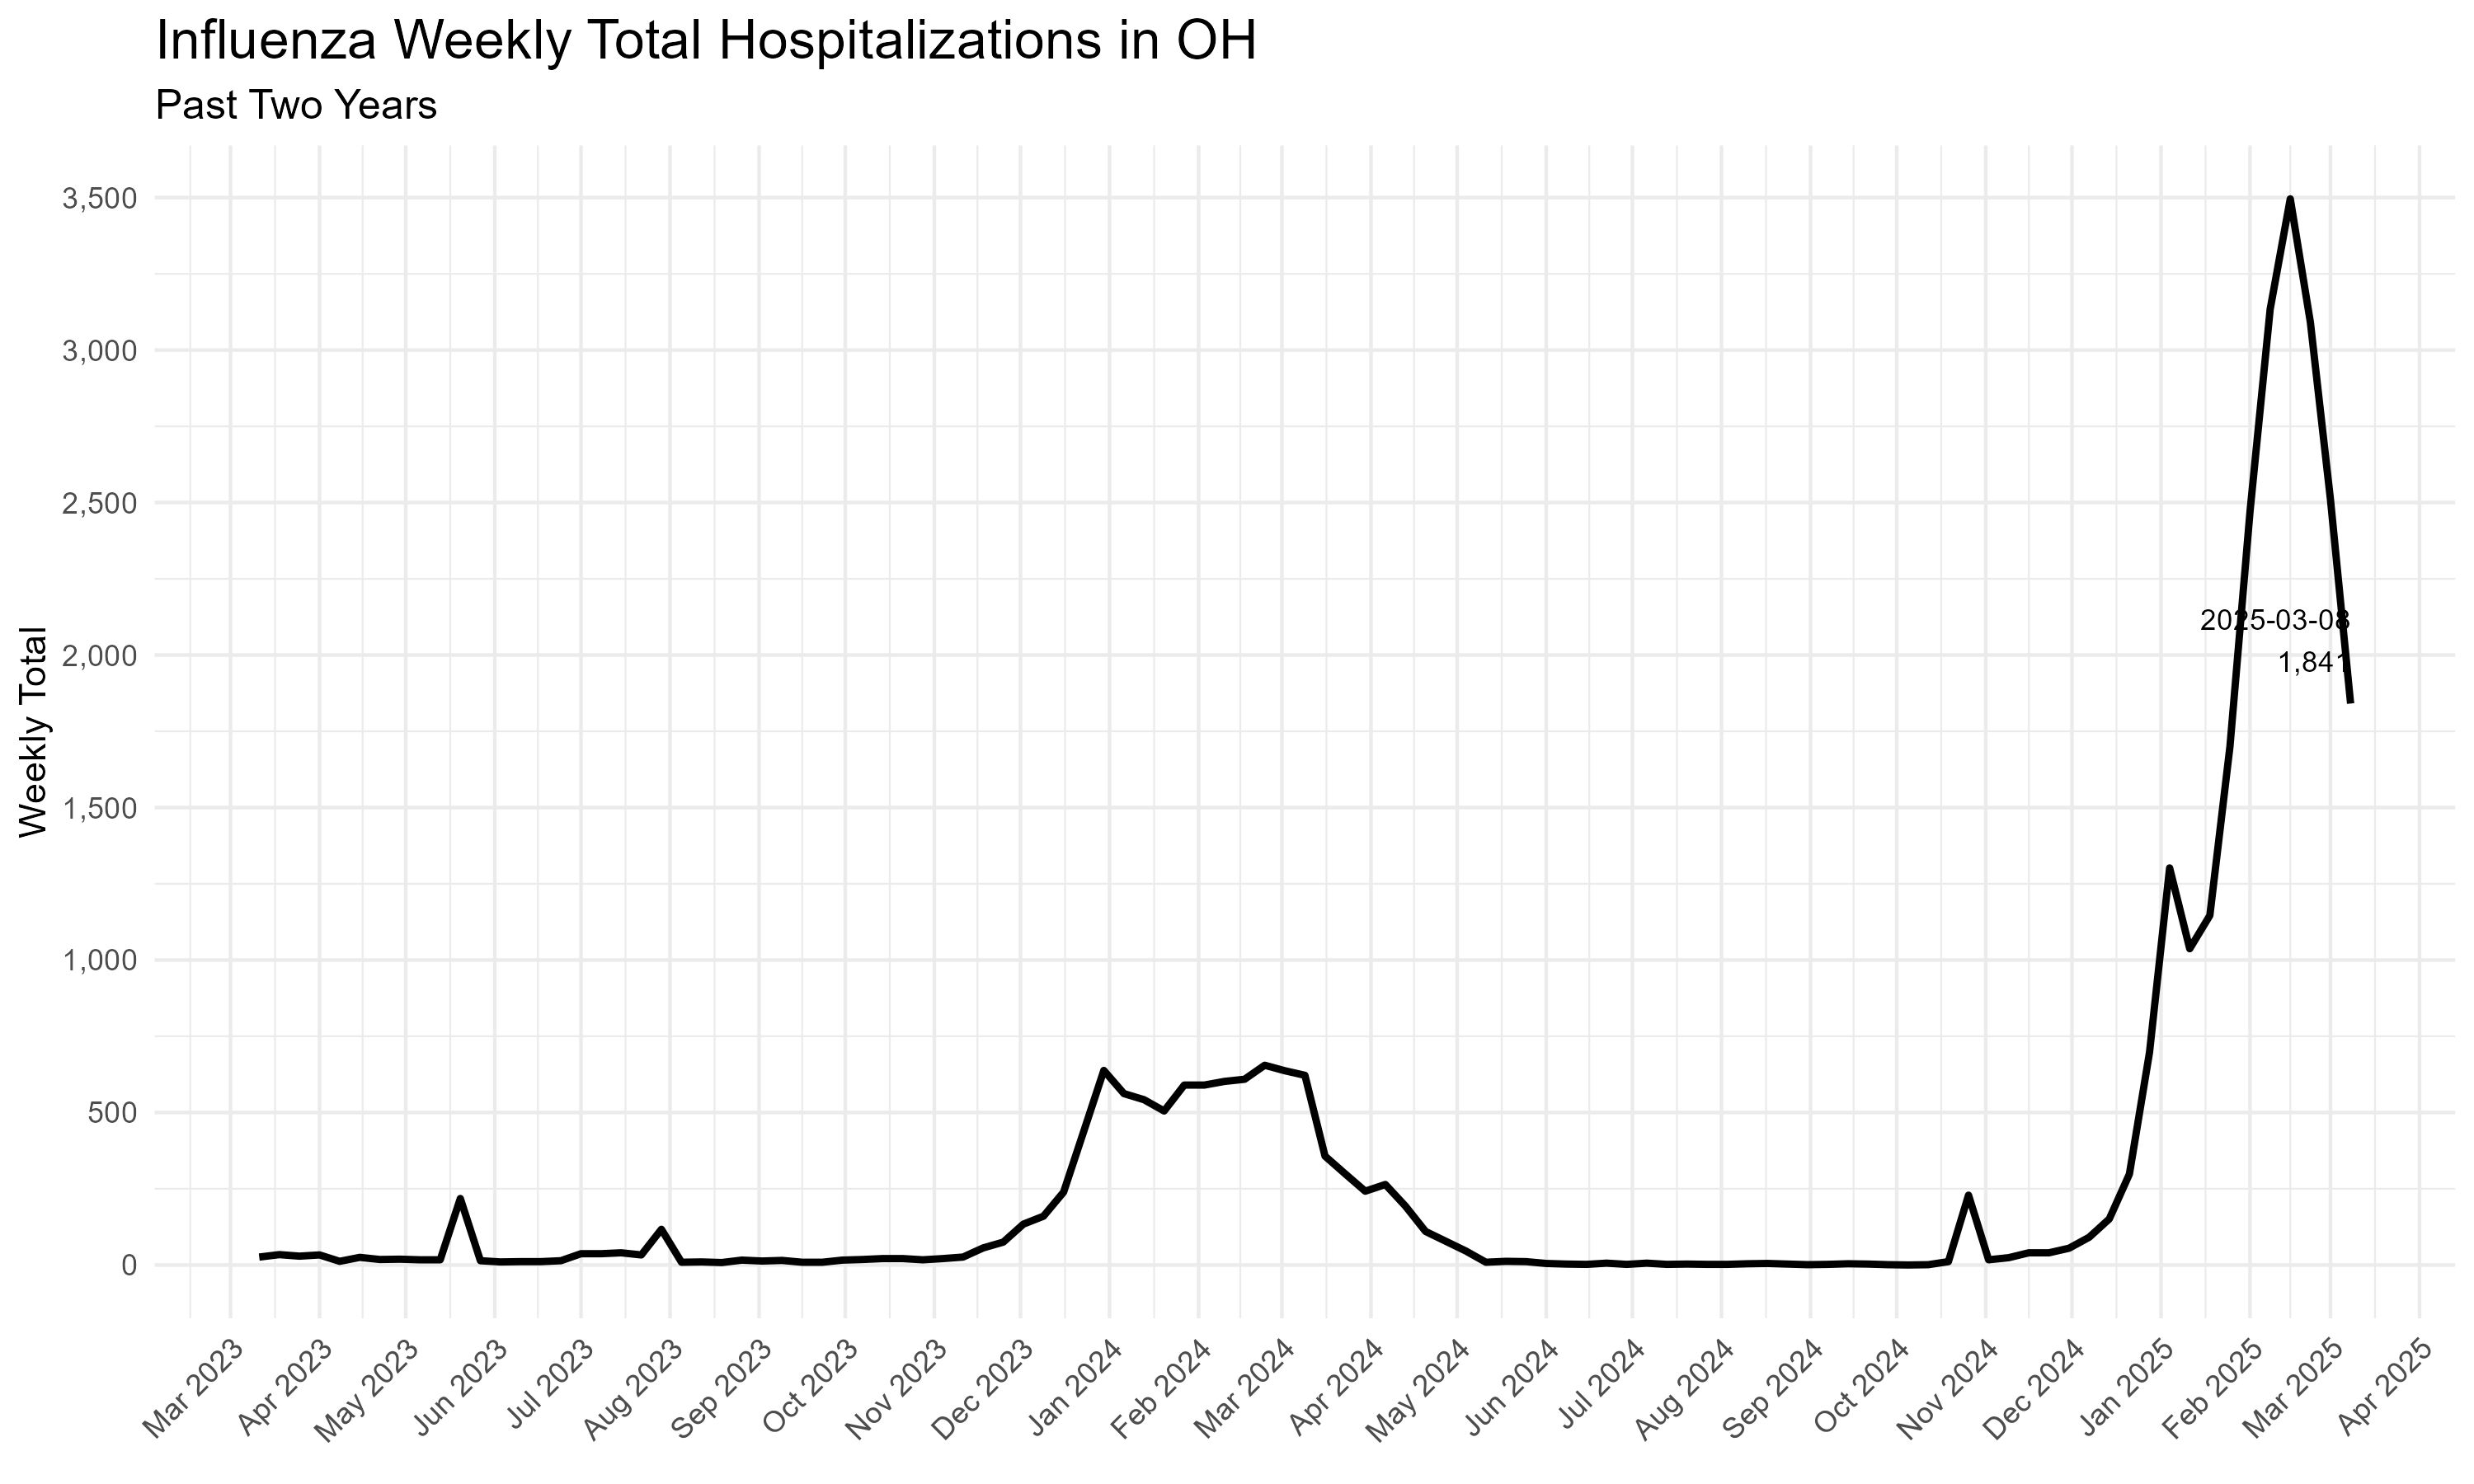 Influenza Weekly Total Hospitalizations in OH
Past Two Years
Weekly Total
3,500
3,000
2,500
2,000
1,500
1,000
500
0
2025-03-08
1,841
Mar 2023
Apr 2023
May 2023
Jun 2023
Jul 2023
Aug 2023
Sep 2023
Oct 2023
Nov 2023
Dec 2023
Jan 2024
Feb 2024
Mar 2024
Apr 2024
May 2024
Jun 2024
Jul 2024
Aug 2024
Sep 2024
Oct 2024
Nov 2024
Dec 2024
Jan 2025
Feb 2025
Mar 2025
Apr 2025